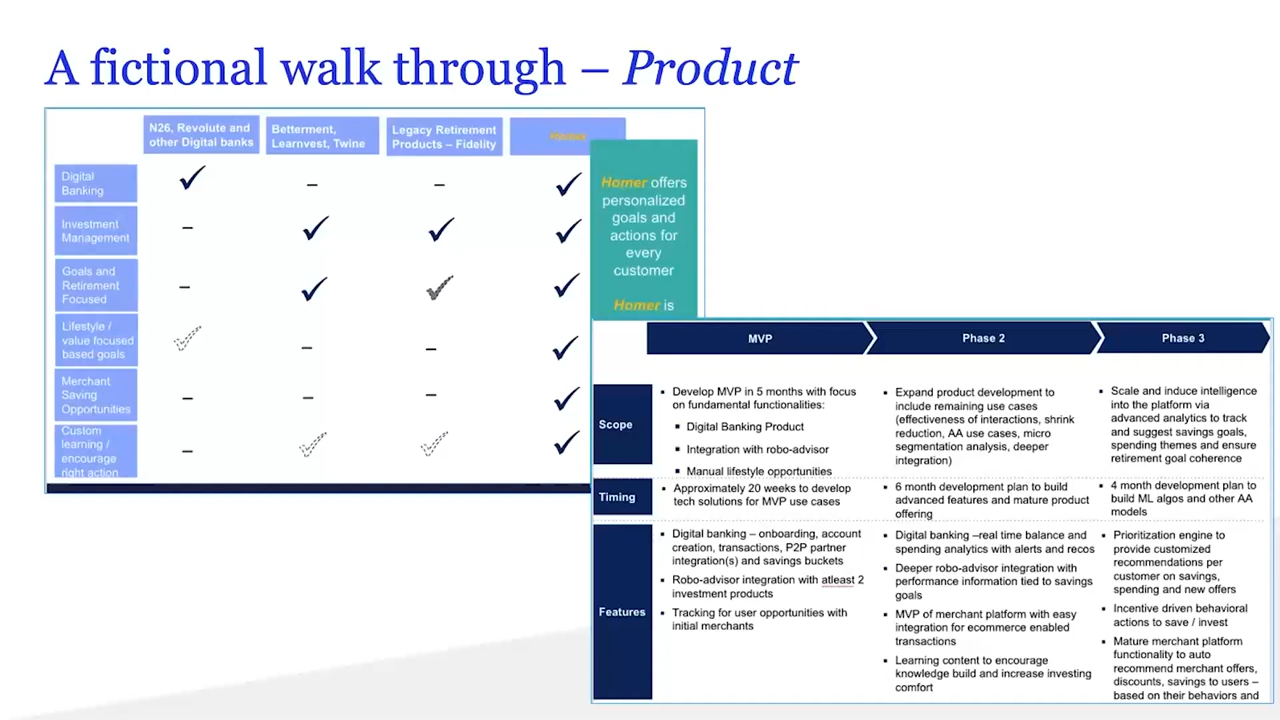 A fictional walk through – Product
N26, Revolute and
other Digital banks
Betterment,
Learnvest, Twine
Legacy Retirement
Products – Fidelity
Homer
Digital
Banking
– –
Investment
Management
–
Goals and
Retirement
Focused
–
Lifestyle /
value focused
based goals
– –
Merchant
Saving
Opportunities
– – –
Custom
learning /
encourage
right action
–
Homer offers
personalized
goals and
actions for
every
customer
Homer is
MVP
Phase 2
Phase 3
Scope
▪ Develop MVP in 5 months with focus
on fundamental functionalities:
▪ Digital Banking Product
▪ Integration with robo-advisor
▪ Manual lifestyle opportunities
▪ Expand product development to
include remaining use cases
(effectiveness of interactions, shrink
reduction, AA use cases, micro
segmentation analysis, deeper
integration)
▪ Scale and induce intelligence
into the platform via
advanced analytics to track
and suggest savings goals,
spending themes and ensure
retirement goal coherence
Timing
▪ Approximately 20 weeks to develop
tech solutions for MVP use cases
▪ 6 month development plan to build
advanced features and mature product
offering
▪ 4 month development plan to
build ML algos and other AA
models
Features
▪ Digital banking – onboarding, account
creation, transactions, P2P partner
integration(s) and savings buckets
▪ Robo-advisor integration with atleast 2
investment products
▪ Tracking for user opportunities with
initial merchants
▪ Digital banking –real time balance and
spending analytics with alerts and recos
▪ Deeper robo-advisor integration with
performance information tied to savings
goals
▪ MVP of merchant platform with easy
integration for ecommerce enabled
transactions
▪ Learning content to encourage
knowledge build and increase investing
comfort
▪ Prioritization engine to
provide customized
recommendations per
customer on savings,
spending and new offers
▪ Incentive driven behavioral
actions to save / invest
▪ Mature merchant platform
functionality to auto
recommend merchant offers,
discounts, savings to users –
based on their behaviors and